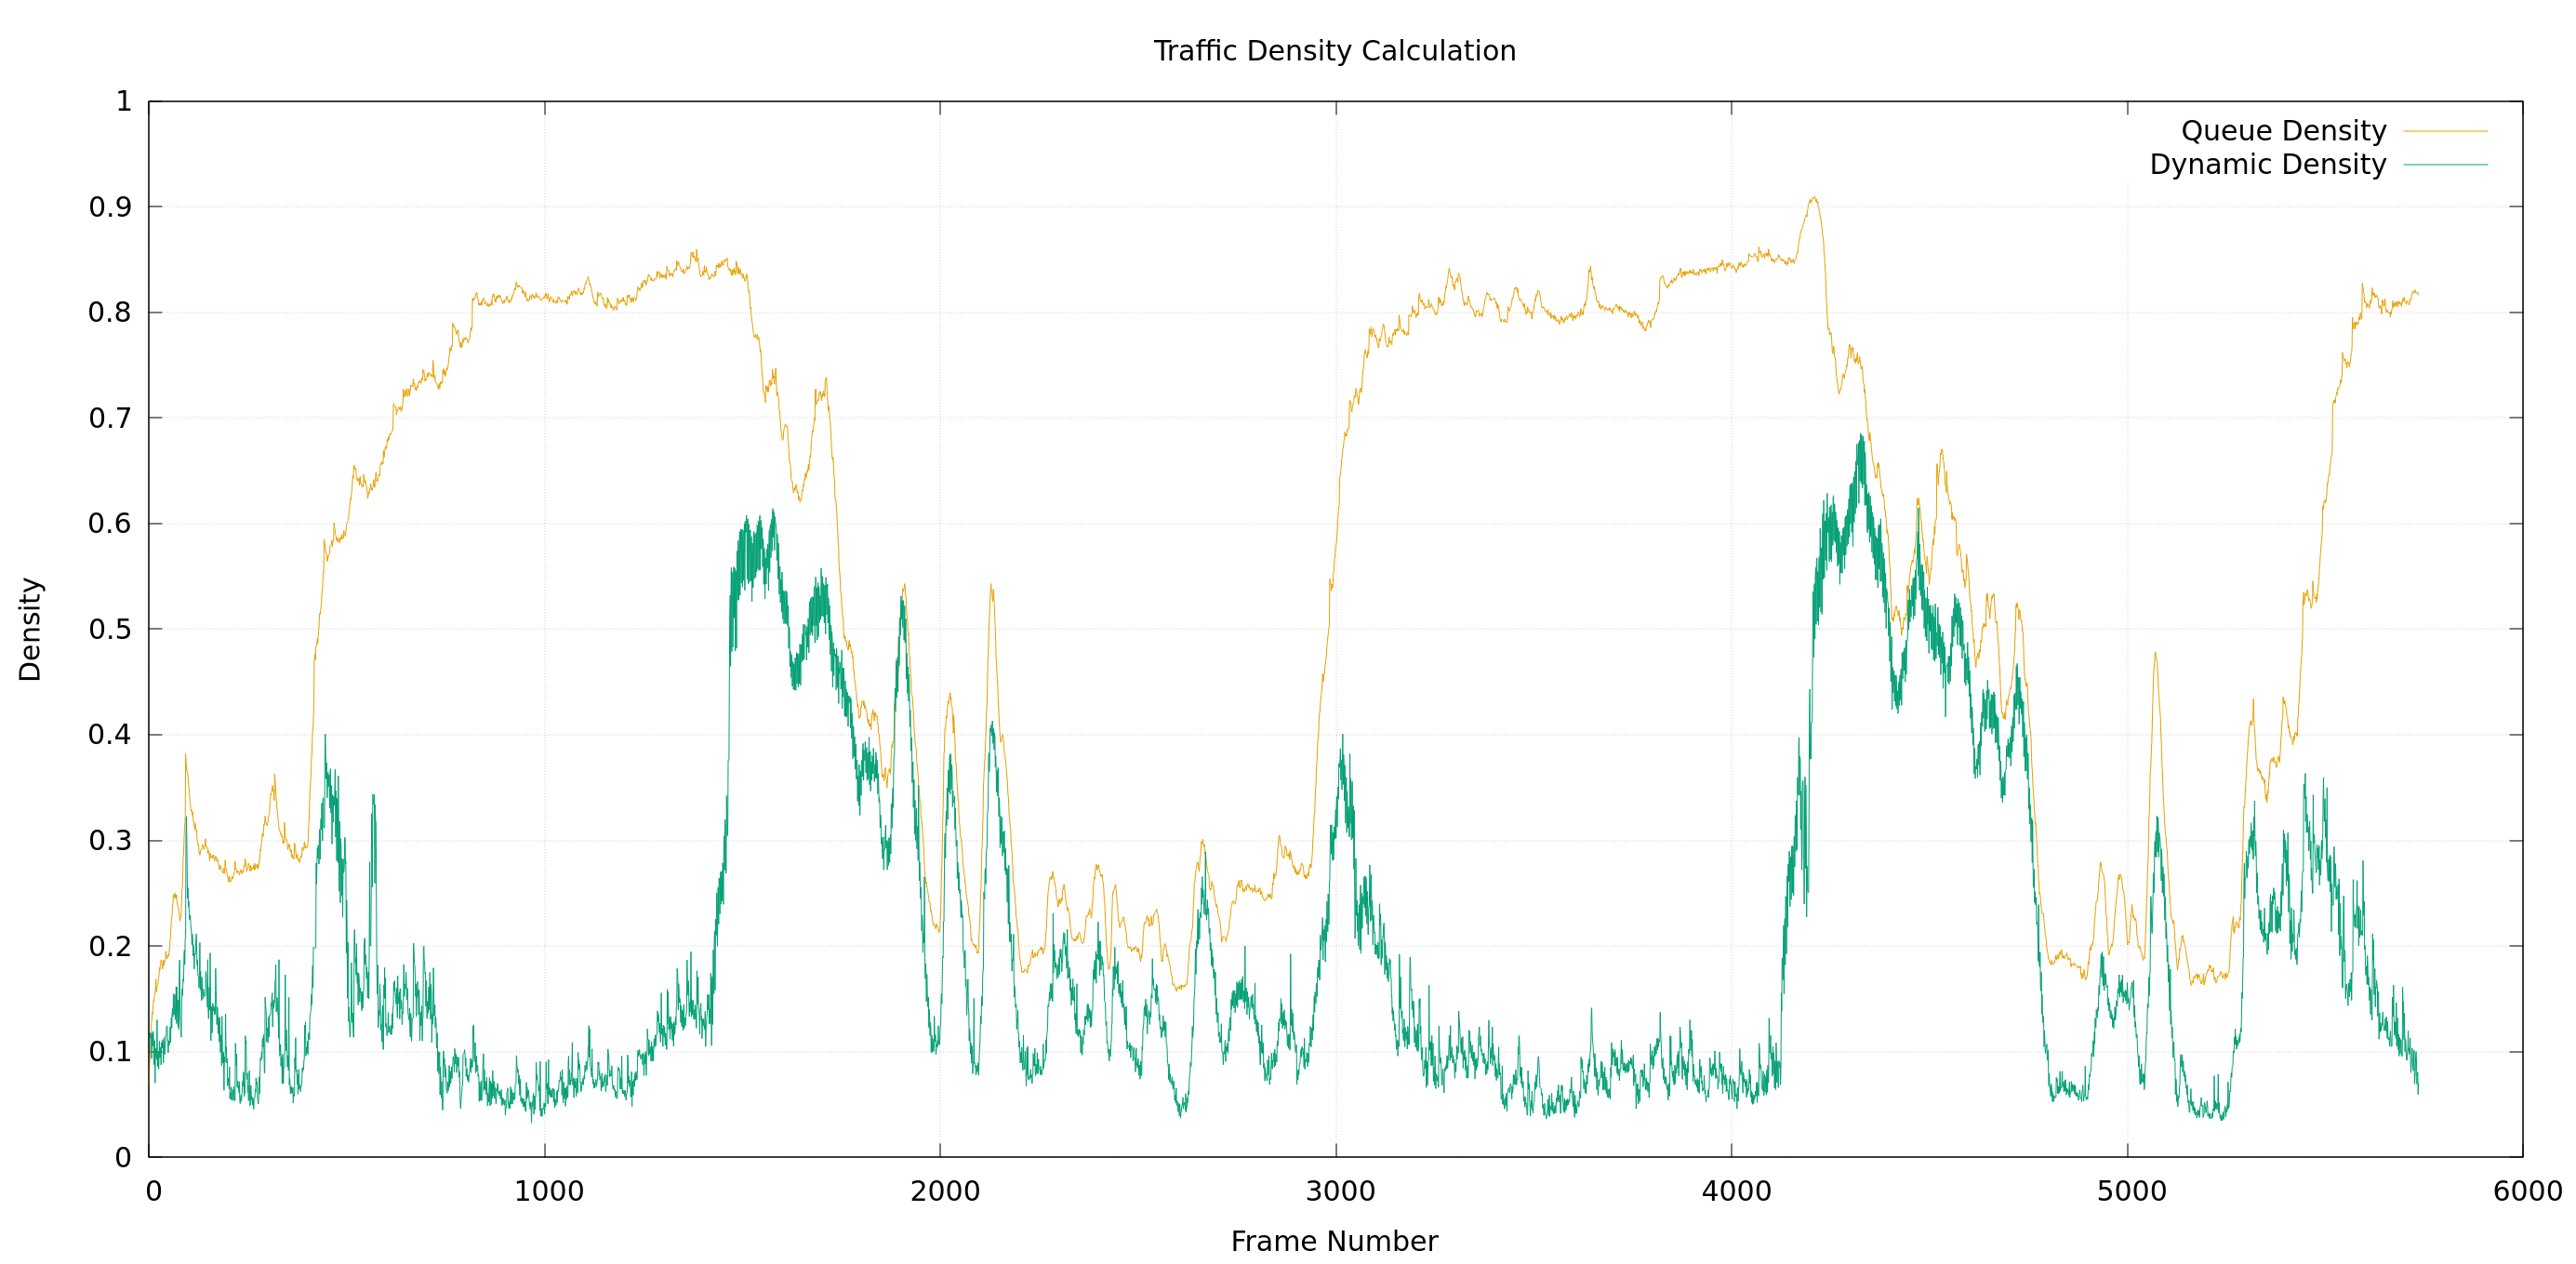 Traffic Density Calculation
Queue Density
Dynamic Density
1
0.9
0.8
0.7
0.6
0.5
0.4
0.3
0.2
0.1
0
Density
0 1000 2000 3000 4000 5000 6000
Frame Number